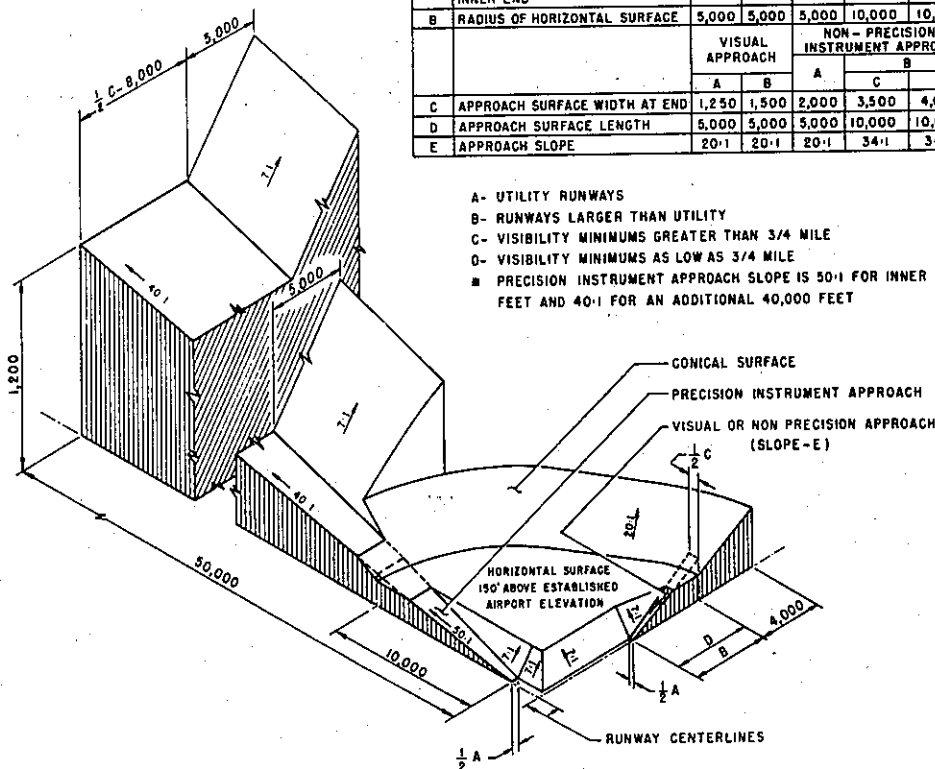 INNER END
B RADIUS OF HORIZONTAL SURFACE 5,000 5,000 5,000 10,000
VISUAL APPROACH
NON-PRECISION
INSTRUMENT
A B A B
C
C APPROACH SURFACE WIDTH AT END 1,250 1,500 2,000 3,500
D APPROACH SURFACE LENGTH 5,000 5,000 5,000 10,000
E APPROACH SLOPE 20:1 20:1 20:1 34:1
A- UTILITY RUNWAYS
B- RUNWAYS LARGER THAN UTILITY
C- VISIBILITY MINIMUMS GREATER THAN 3/4 MILE
D- VISIBILITY MINIMUMS AS LOW AS 3/4 MILE
PRECISION INSTRUMENT APPROACH SLOPE IS 50:1 FOR INNER
FEET AND 40:1 FOR AN ADDITIONAL 40,000 FEET
5,000
1/2 C-8,000
7:1
40:1
5,000
1,200
7:1
40:1
CONICAL SURFACE
PRECISION INSTRUMENT APPROACH
VISUAL OR NON PRECISION APPROACH
(SLOPE-E)
1/2 C
20:1
HORIZONTAL SURFACE
150' ABOVE ESTABLISHED
AIRPORT ELEVATION
50,000
50:1
7:1
7:1
7:1
7:1
10,000
4,000
D
B
1/2 A
RUNWAY CENTERLINES
1/2 A